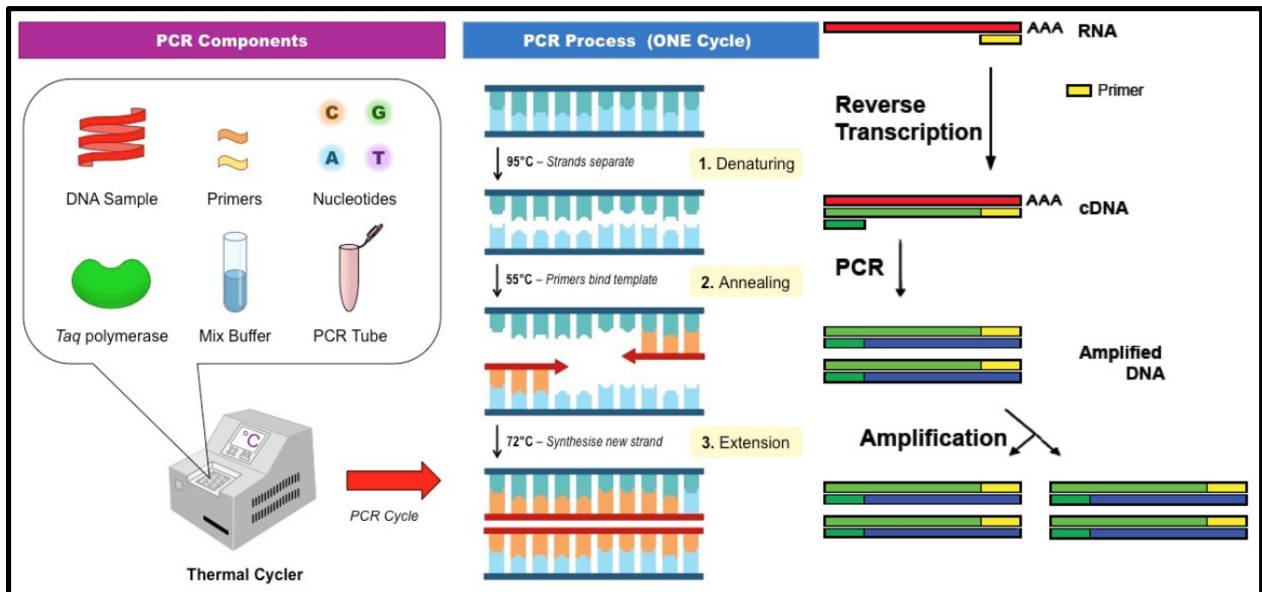 PCR Components
C
G
A
T
DNA Sample
Primers
Nucleotides
Taq polymerase
Mix Buffer
PCR Tube
°C
Thermal Cycler
PCR Cycle
PCR Process (ONE Cycle)
95°C – Strands separate
1. Denaturing
55°C – Primers bind template
2. Annealing
72°C – Synthesise new strand
3. Extension
AAA
RNA
Primer
Reverse
Transcription
AAA
cDNA
PCR
Amplified
DNA
Amplification